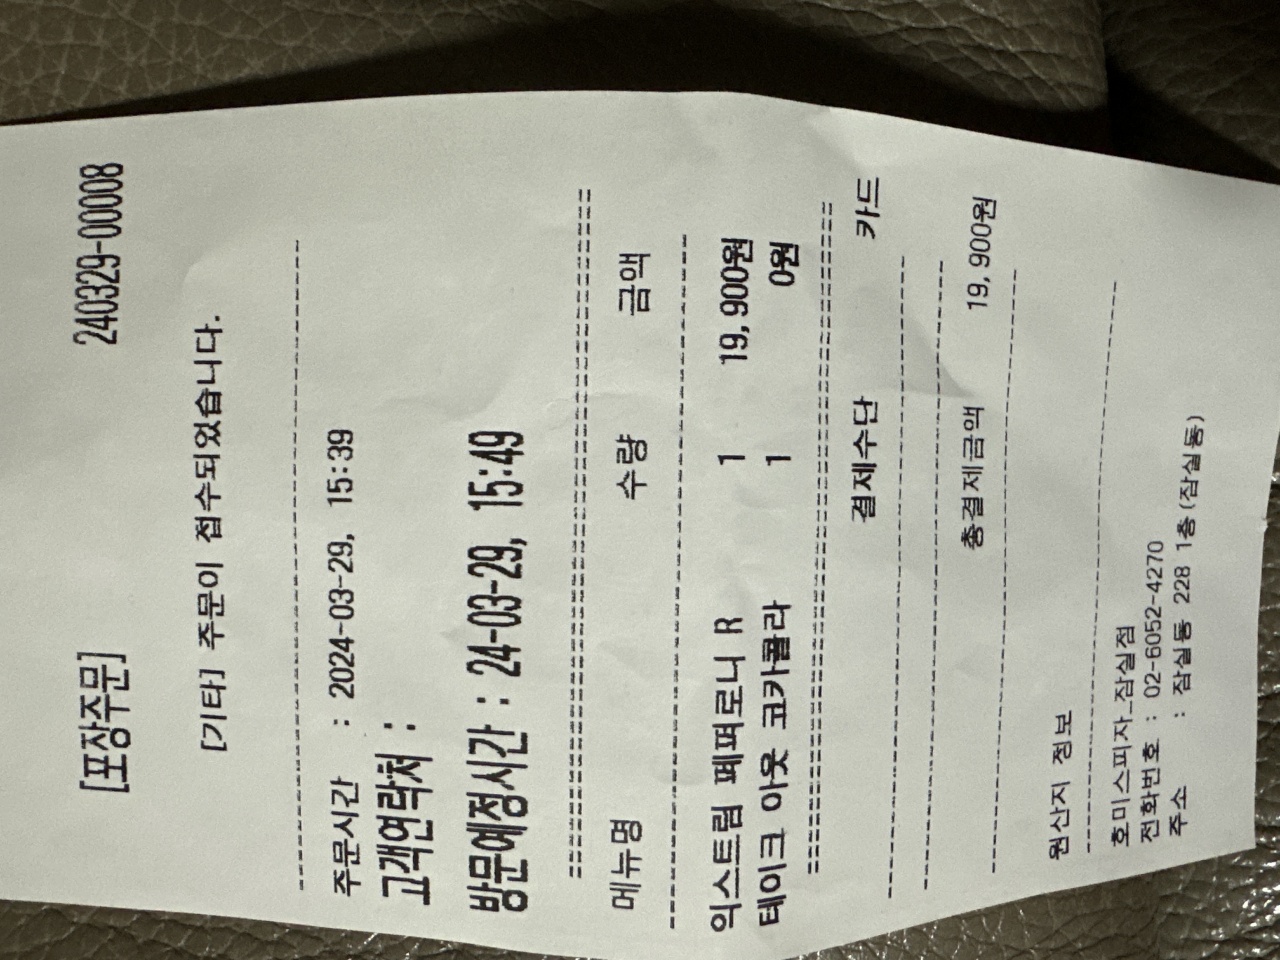 [포장주문] 240329-00008
[기타] 주문이 접수되었습니다.
주문시간 : 2024-03-29, 15:39
고객연락처 :
방문예정시간 : 24-03-29, 15:49
메뉴명 수량 금액
익스트림 페퍼로니 R 1 19,900원
테이크 아웃 코카콜라 1 0원
결제수단 카드
총결제금액 19,900원
원산지 정보
호미스피자_잠실점
전화번호 : 02-6052-4270
주소 : 잠실동 228 1층(잠실동)